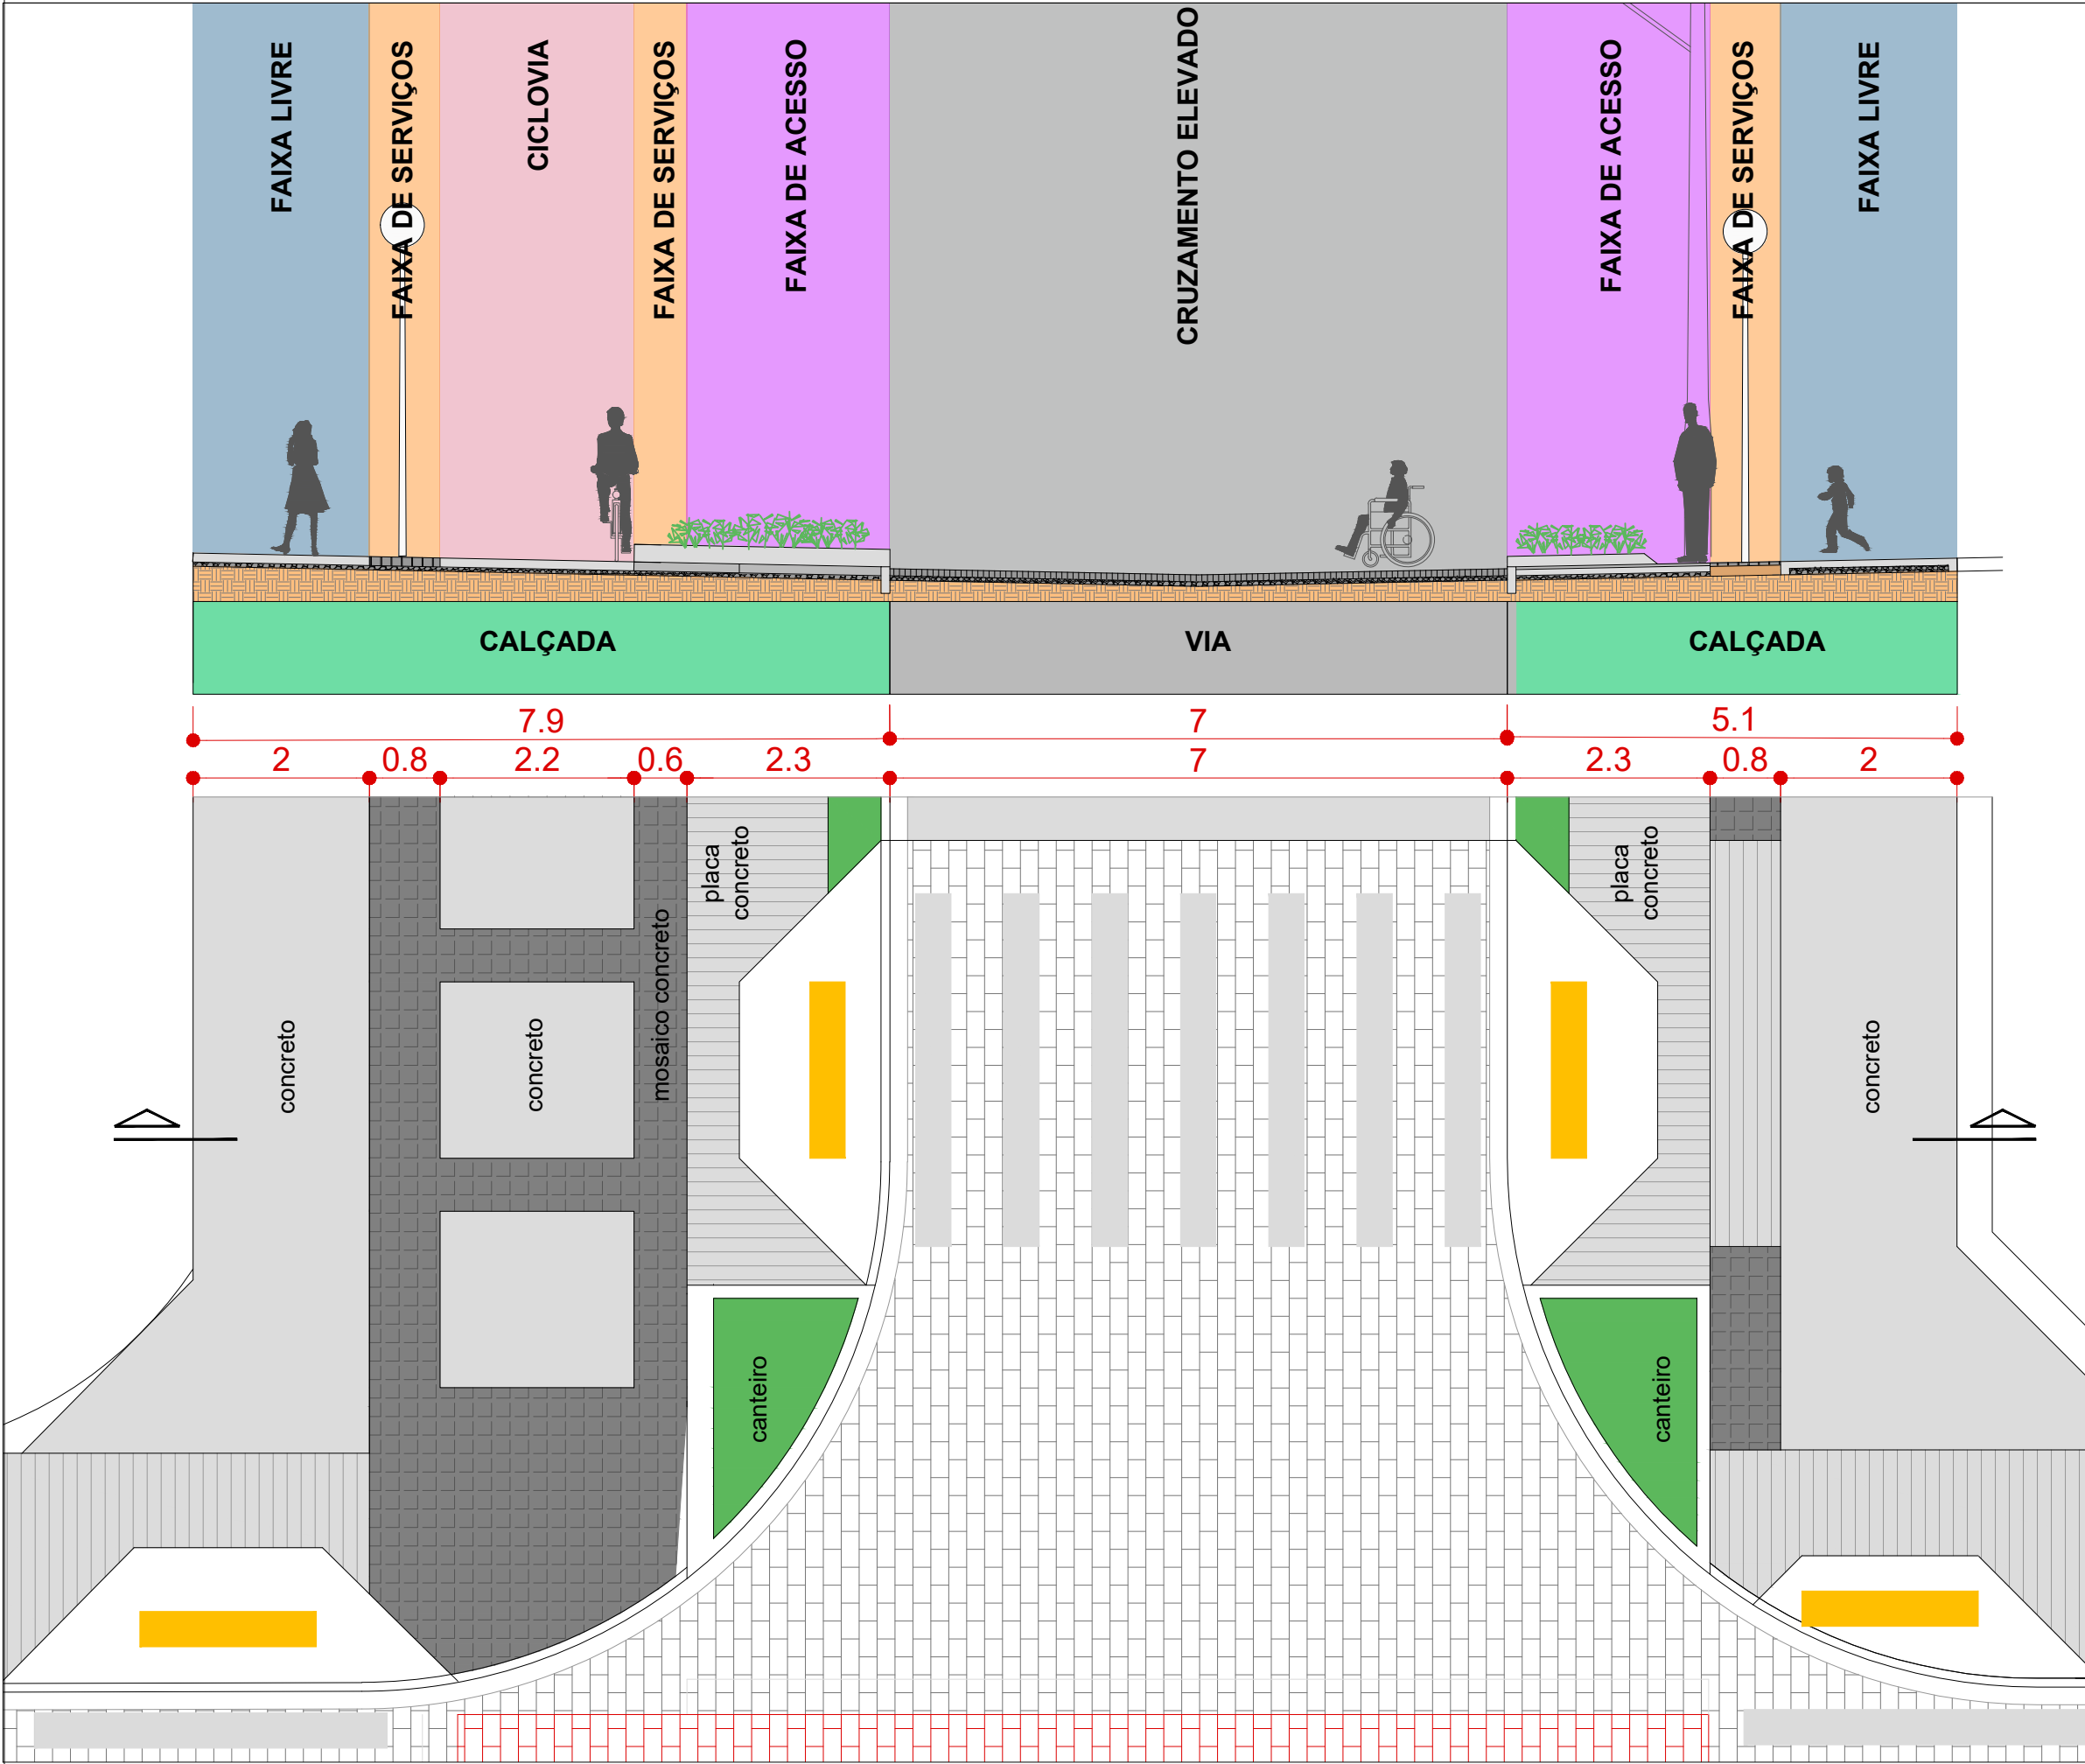 FAIXA LIVRE
FAIXA DE SERVIÇOS
CICLOVIA
FAIXA DE SERVIÇOS
FAIXA DE ACESSO
CRUZAMENTO ELEVADO
FAIXA DE ACESSO
FAIXA DE SERVIÇOS
FAIXA LIVRE
CALÇADA
VIA
CALÇADA
7.9
7
5.1
2
0.8
2.2
0.6
2.3
7
2.3
0.8
2
concreto
concreto
mosaico concreto
placa
concreto
placa
concreto
concreto
canteiro
canteiro